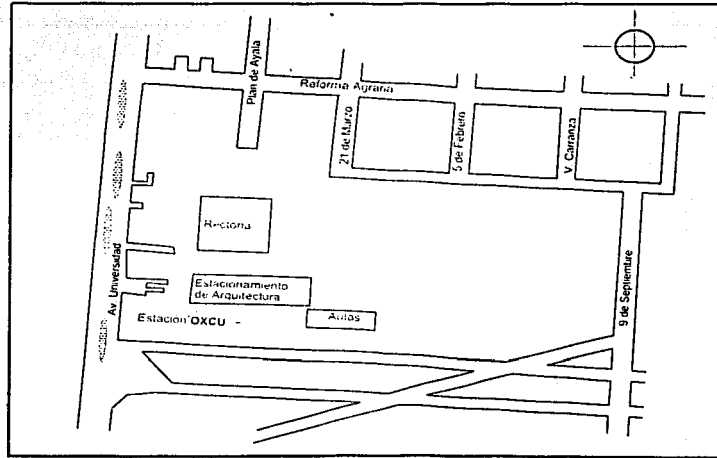 Plan de Ayala
Reforma Agraria
21 de Marzo
5 de Febrero
V. Carranza
Rectoria
Av. Universidad
Estacionamiento
de Arquitectura
Aulas
Estación OXCU
9 de Septiembre